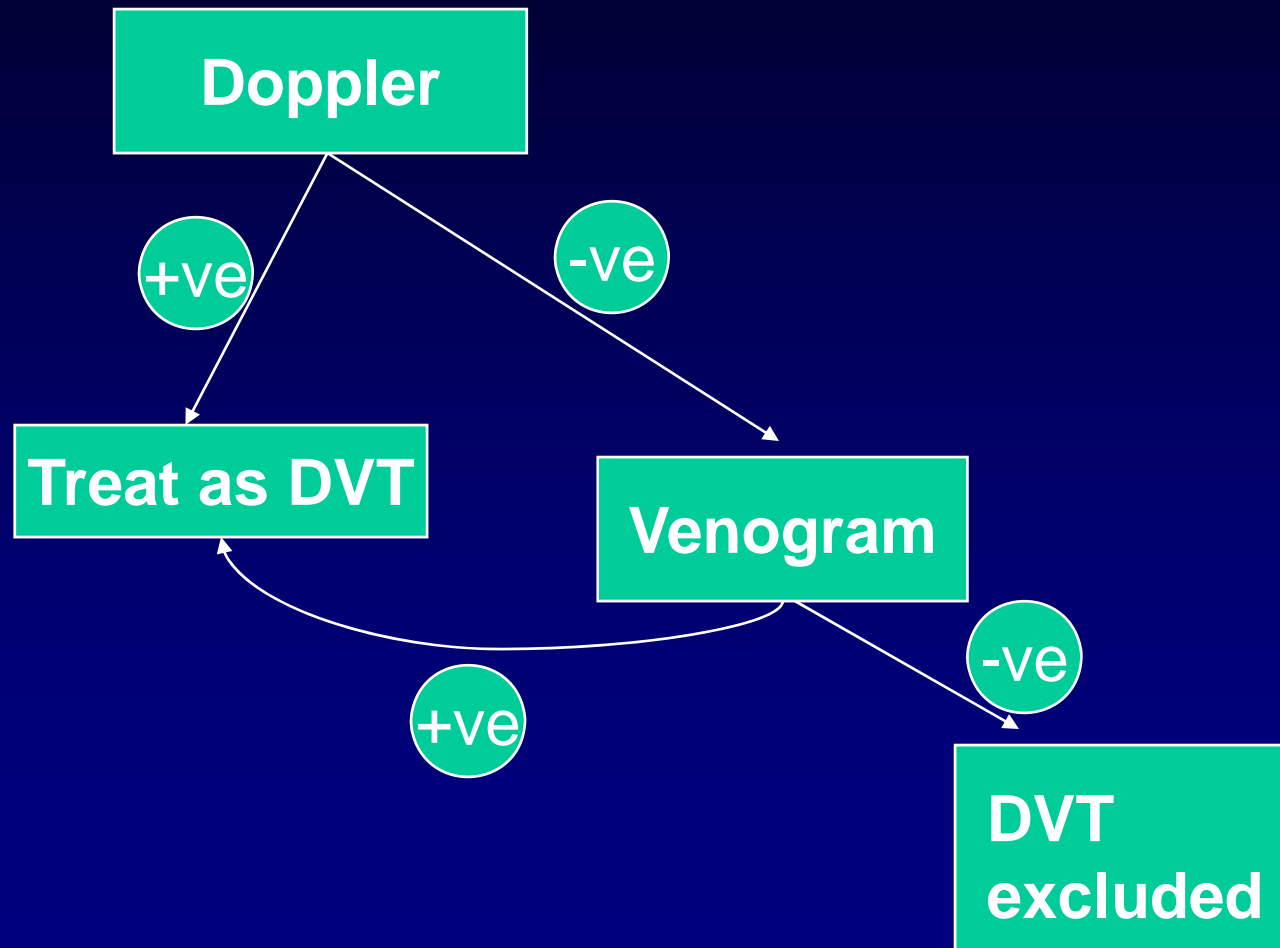 Doppler
+ve
-ve
Treat as DVT
Venogram
+ve
-ve
DVT
excluded